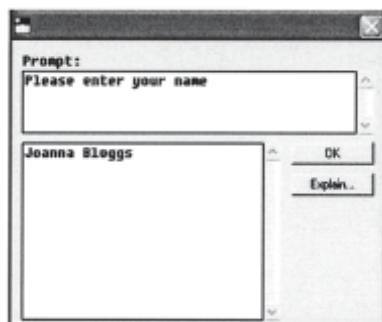 Prompt:
Please enter your name
Joanna Bloggs
OK
Explain...